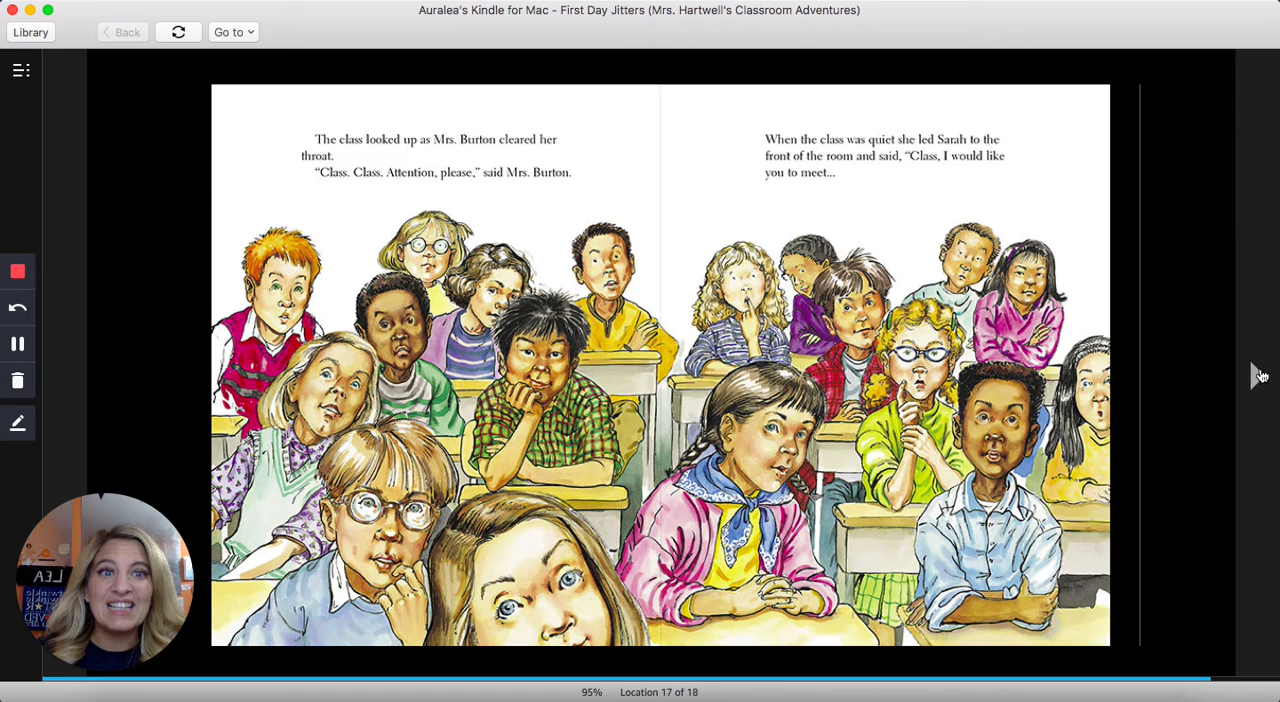 Auralea's Kindle for Mac - First Day Jitters (Mrs. Hartwell's Classroom Adventures)
Library
Back
Go to
The class looked up as Mrs. Burton cleared her
throat.
“Class. Class. Attention, please,” said Mrs. Burton.
When the class was quiet she led Sarah to the
front of the room and said, “Class, I would like
you to meet...
LEA
95%
Location 17 of 18